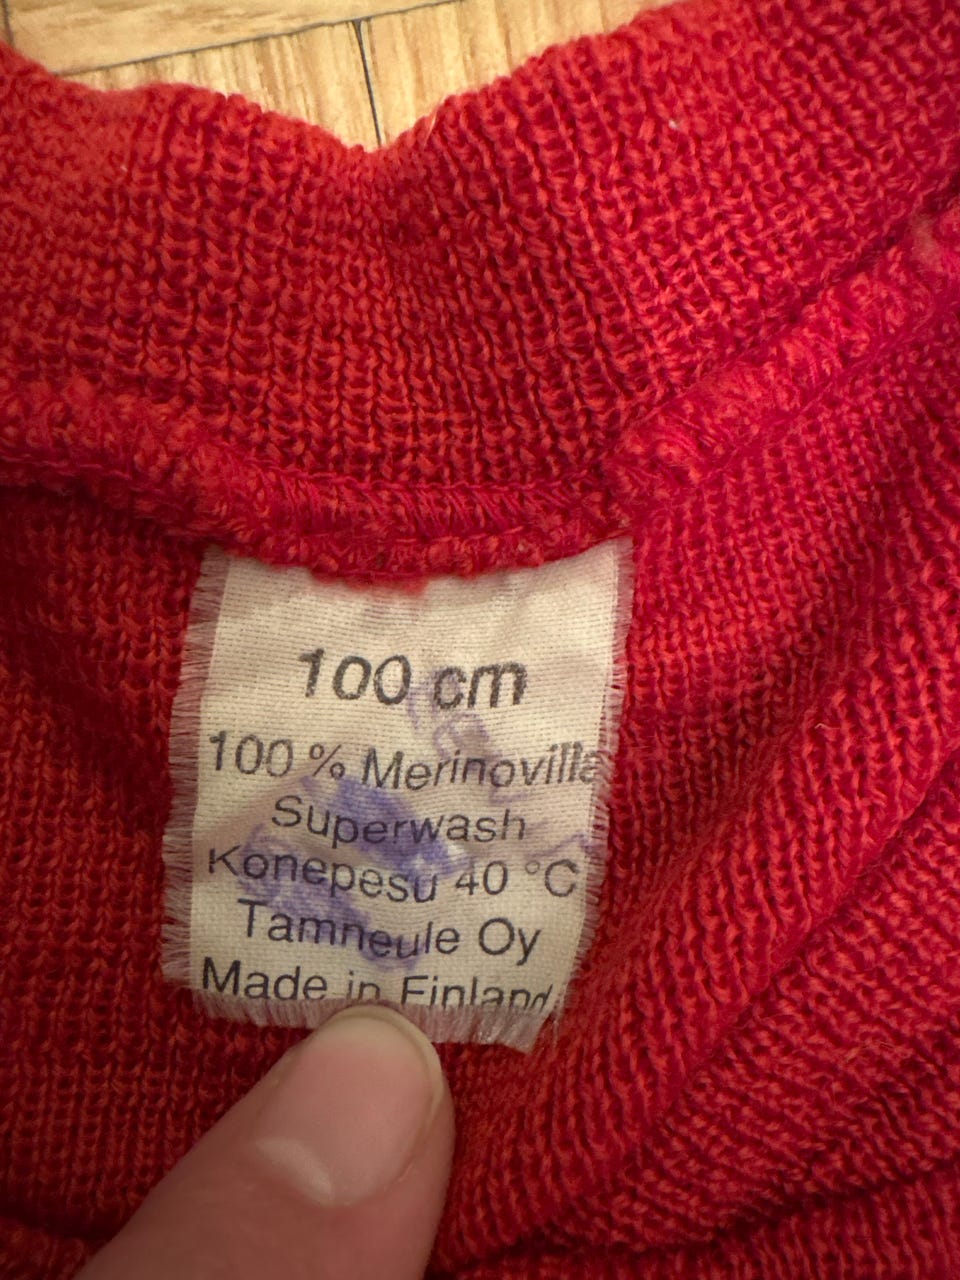 100 cm
100 % Merinovilla
Superwash
Konepesu 40 °C
Tamneule Oy
Made in Finland